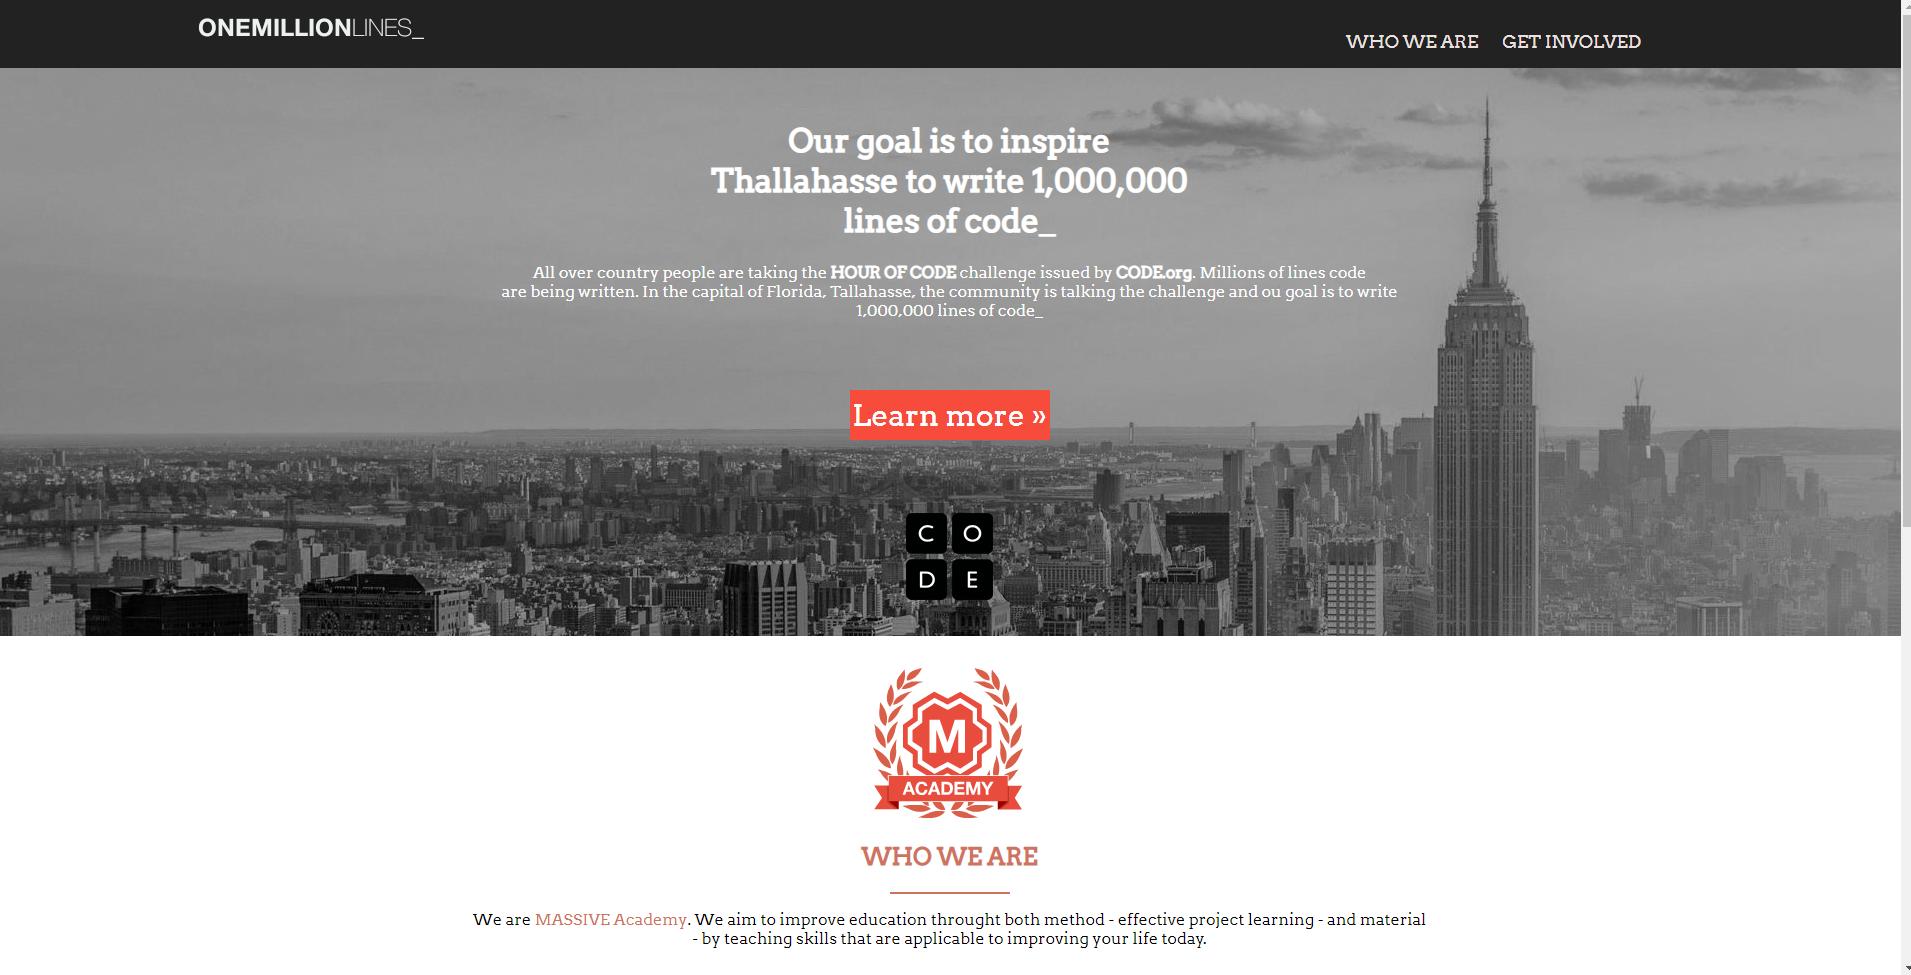 ONEMILLIONLINES_
WHO WE ARE GET INVOLVED
Our goal is to inspire
Thallahasse to write 1,000,000
lines of code_
All over country people are taking the HOUR OF CODE challenge issued by CODE.org. Millions of lines code
are being written. In the capital of Florida, Tallahasse, the community is talking the challenge and ou goal is to write
1,000,000 lines of code_
Learn more »
C O
D E
M
ACADEMY
WHO WE ARE
We are MASSIVE Academy. We aim to improve education throught both method - effective project learning - and material
- by teaching skills that are applicable to improving your life today.